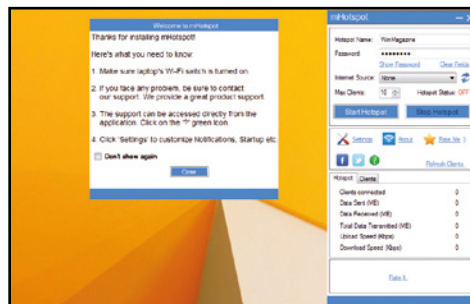 Welcome to mHotspot
Thanks for installing mHotspot!
Here's what you need to know:
1. Make sure laptop's Wi-Fi switch is turned on.
2. If you face any problem, be sure to contact
our support. We provide a great product support.
3. The support can be accessed directly from the
application. Click on the '?' green icon.
4. Click 'Settings' to customize Notifications, Startup etc
Don't show again
Close
mHotspot
Hotspot Name: WinMagazine
Password: ********
Show Password Clear Fields
Internet Source: None
Max Clients: 10 Hotspot Status: OFF
Start Hotspot Stop Hotspot
Settings About Rate Me :)
Refresh Clients
Hotspot Clients
Clients connected 0
Data Sent (MB) 0
Data Received (MB) 0
Total Data Transmitted (MB) 0
Upload Speed (Kbps) 0
Download Speed (Kbps) 0